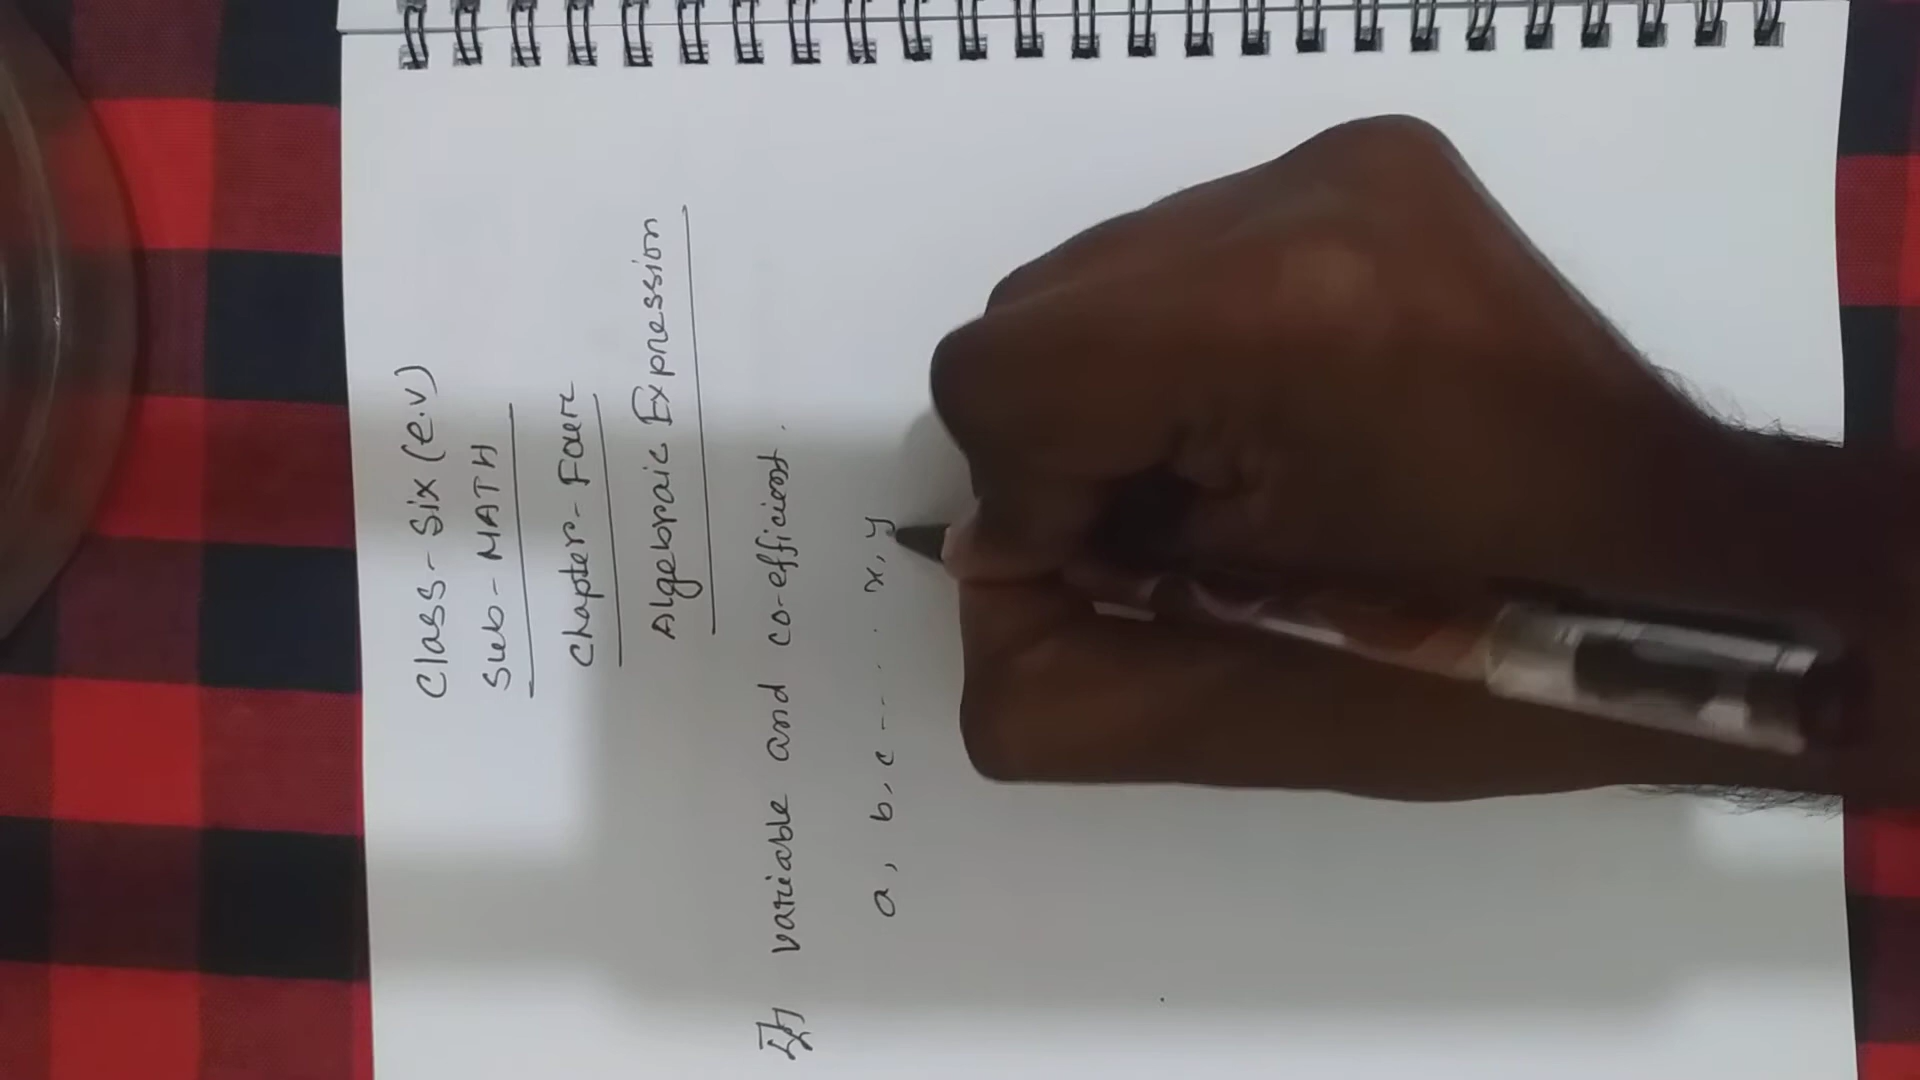 Class - Six (e.v)
Sub - MATH
Chapter - Four
Algebraic Expression
variable and co-efficient.
a, b, c -- . . . x, y